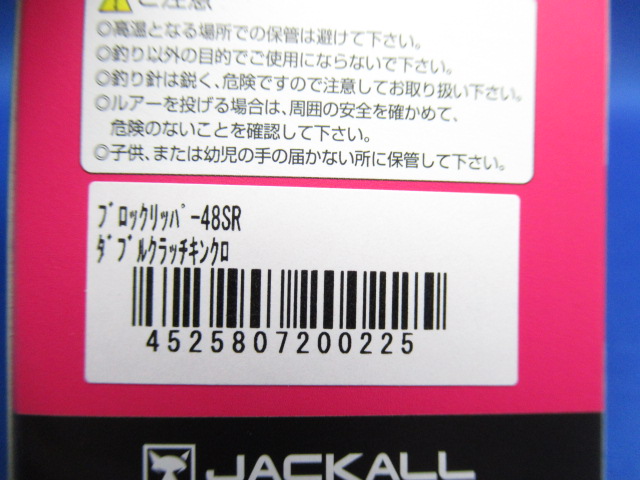 ご注意
◎高温となる場所での保管は避けて下さい。
◎釣り以外の目的でご使用にならないで下さい。
◎釣り針は鋭く、危険ですので注意してお取り扱い下さい。
◎ルアーを投げる場合は、周囲の安全を確かめて、
危険のないことを確認して下さい。
◎子供、または幼児の手の届かない所に保管して下さい。
ﾌﾞﾛｯｸﾘｯﾊﾟ-48SR
ﾀﾞﾌﾞﾙｸﾗｯﾁｷﾝｸﾛ
4525807200225
JACKALL